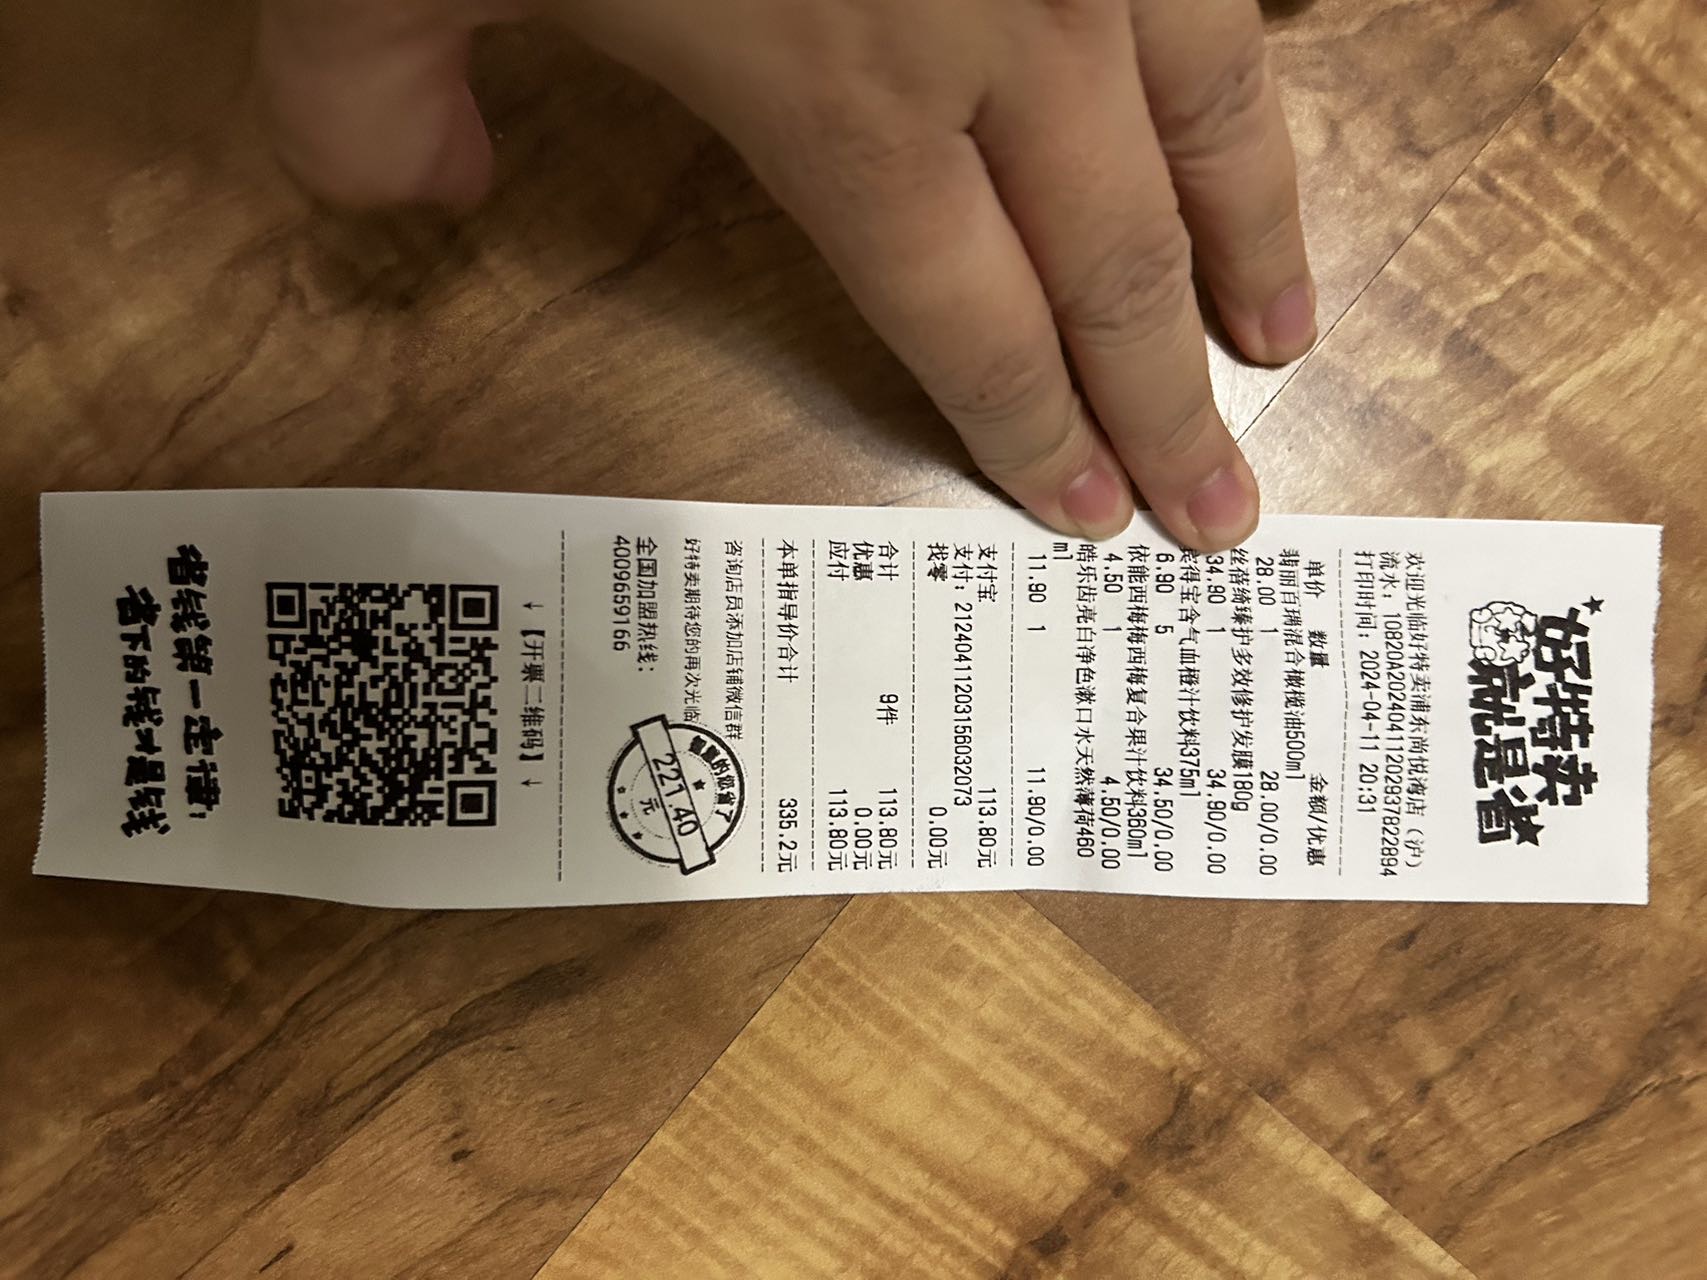 好特卖
就是省
欢迎光临好特卖浦东尚悦海店（沪）
流水：10820A2024041120293782​2894
打印时间：2024-04-11 20:31
单价 数量 金额/优惠
翡丽百瑞混合橄榄油500ml
28.00 1 28.00/0.00
丝蓓绮臻护多效修护发膜180g
34.90 1 34.90/0.00
宾得宝含气血橙汁饮料375ml
6.90 5 34.50/0.00
依能西梅梅西梅复合果汁饮料360ml
4.50 1 4.50/0.00
皓乐齿亮白净色漱口水天然薄荷460
ml
11.90 1 11.90/0.00
支付宝 113.80元
支付：21240411203156032073
找零 0.00元
合计 9件 113.80元
优惠 0.00元
应付 113.80元
本单指导价合计 335.2元
咨询店员添加店铺微信群
好特卖期待您的再次光临
全国加盟热线：
4009659166
的您省了
221.40
元
↓ 【开票二维码】 ↓
省钱第一定律：
省下的钱才是钱